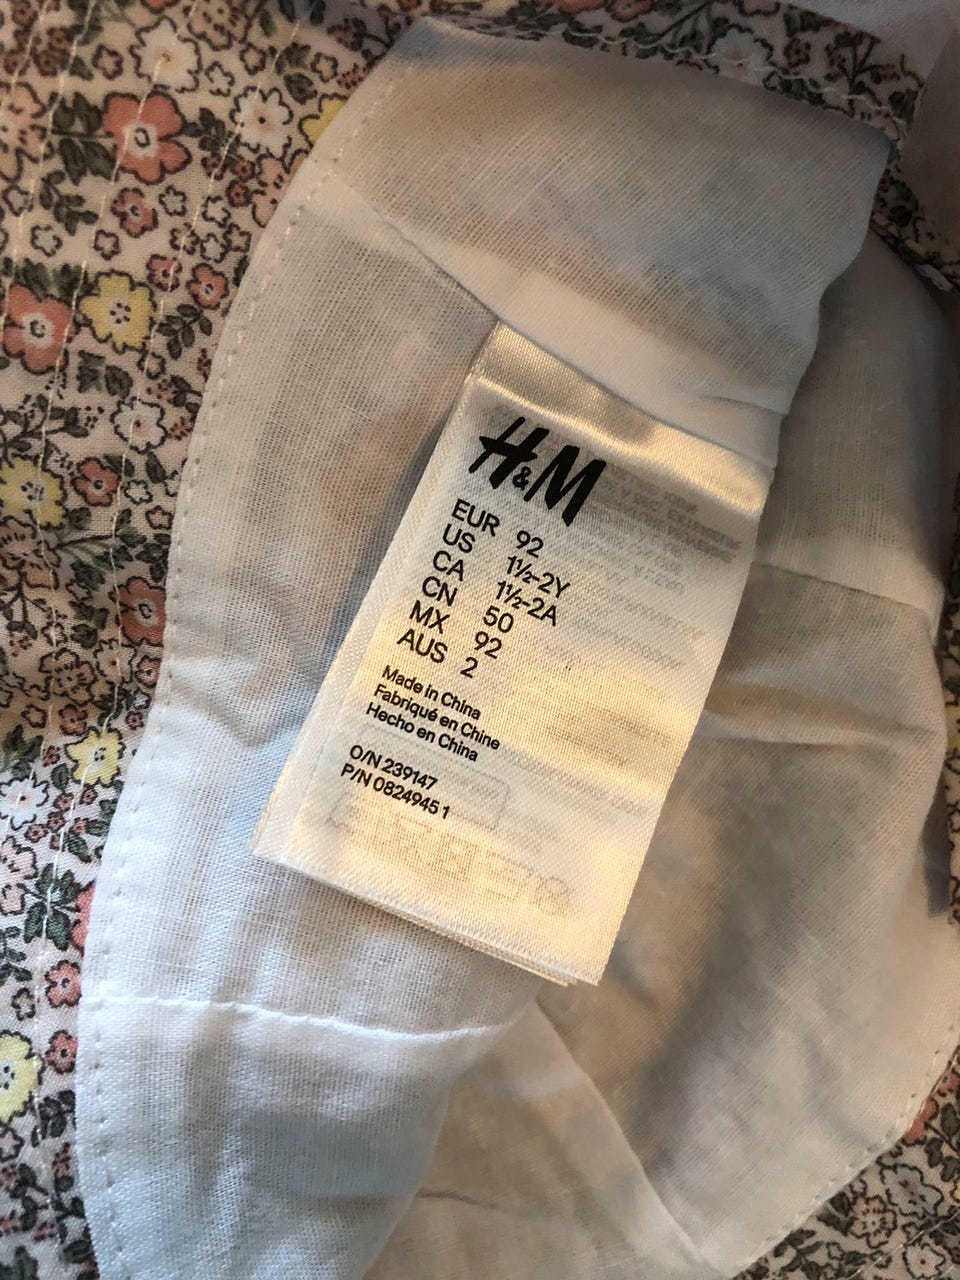 H&M
EUR 92
US 1½-2Y
CA 1½-2A
CN 50
MX 92
AUS 2
Made in China
Fabriqué en Chine
Hecho en China
O/N 239147
P/N 0824945 1